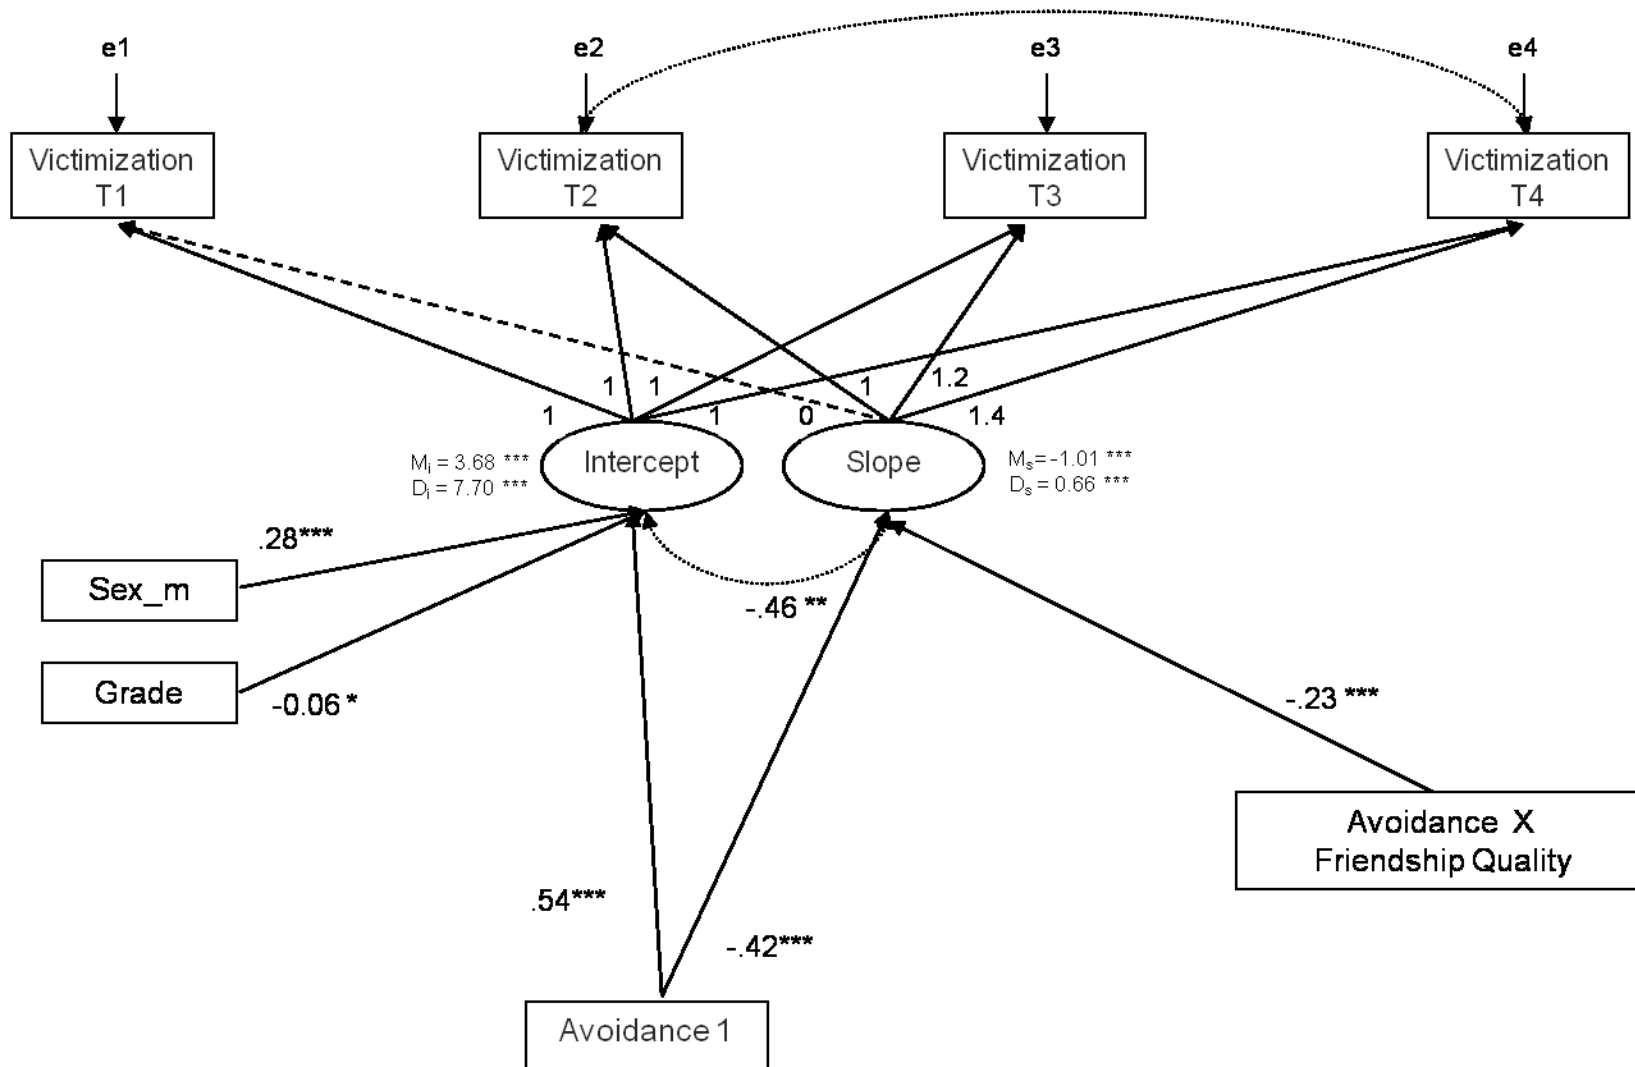 e1
e2
e3
e4
Victimization
T1
Victimization
T2
Victimization
T3
Victimization
T4
1
1
1
1
0
1
1.2
1.4
Mi = 3.68 ***
Di = 7.70 ***
Intercept
Slope
Ms= -1.01 ***
Ds = 0.66 ***
.28***
Sex_m
-.46 **
Grade
-0.06 *
-.23 ***
Avoidance X
Friendship Quality
.54***
-.42***
Avoidance 1